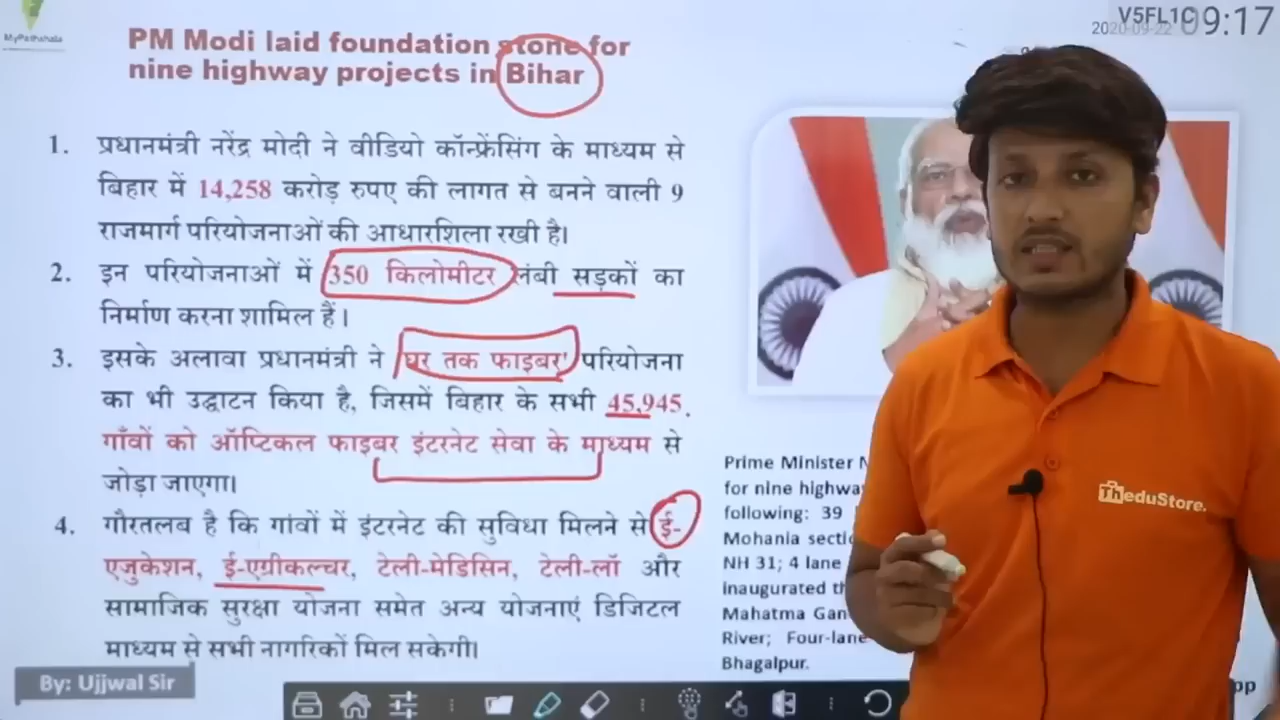 MyPathshala
V5FL1C
2020-09-22
09:17
PM Modi laid foundation stone for
nine highway projects in Bihar
1. प्रधानमंत्री नरेंद्र मोदी ने वीडियो कॉन्फ्रेंसिंग के माध्यम से
बिहार में 14,258 करोड़ रुपए की लागत से बनने वाली 9
राजमार्ग परियोजनाओं की आधारशिला रखी है।
2. इन परियोजनाओं में 350 किलोमीटर लंबी सड़कों का
निर्माण करना शामिल हैं।
3. इसके अलावा प्रधानमंत्री ने 'घर तक फाइबर' परियोजना
का भी उद्घाटन किया है, जिसमें बिहार के सभी 45,945
गाँवों को ऑप्टिकल फाइबर इंटरनेट सेवा के माध्यम से
जोड़ा जाएगा।
4. गौरतलब है कि गांवों में इंटरनेट की सुविधा मिलने से ई-
एजुकेशन, ई-एग्रीकल्चर, टेली-मेडिसिन, टेली-लॉ और
सामाजिक सुरक्षा योजना समेत अन्य योजनाएं डिजिटल
माध्यम से सभी नागरिकों मिल सकेगी।
By: Ujjwal Sir
Prime Minister N
for nine highwa
following: 39
Mohania secti
NH 31; 4 lane
inaugurated th
Mahatma Gan
River; Four-lane
Bhagalpur.
TheduStore.
pp